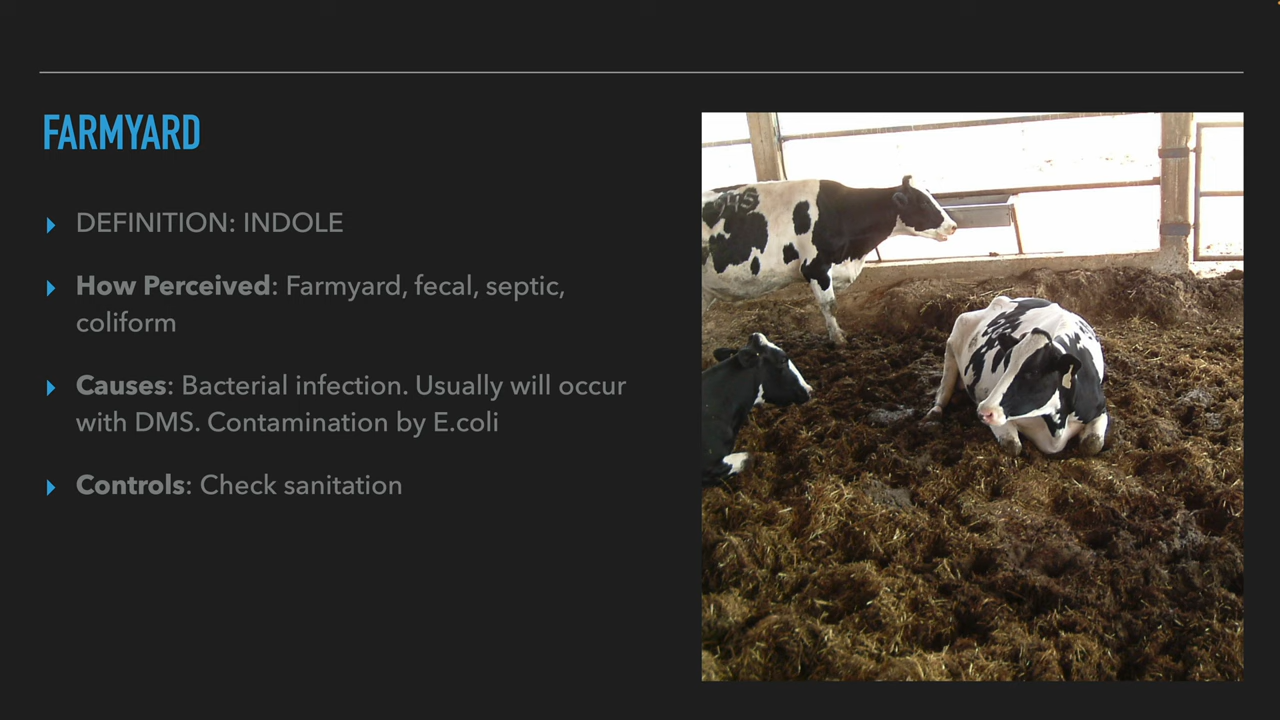 FARMYARD
DEFINITION: INDOLE
How Perceived: Farmyard, fecal, septic,
coliform
Causes: Bacterial infection. Usually will occur
with DMS. Contamination by E.coli
Controls: Check sanitation